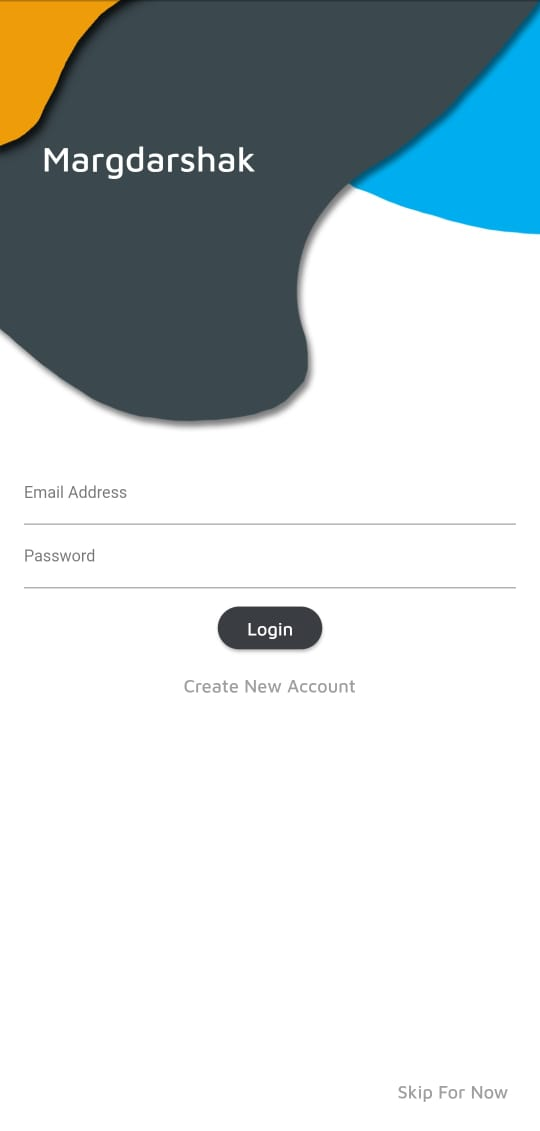 Margdarshak
Email Address
Password
Login
Create New Account
Skip For Now